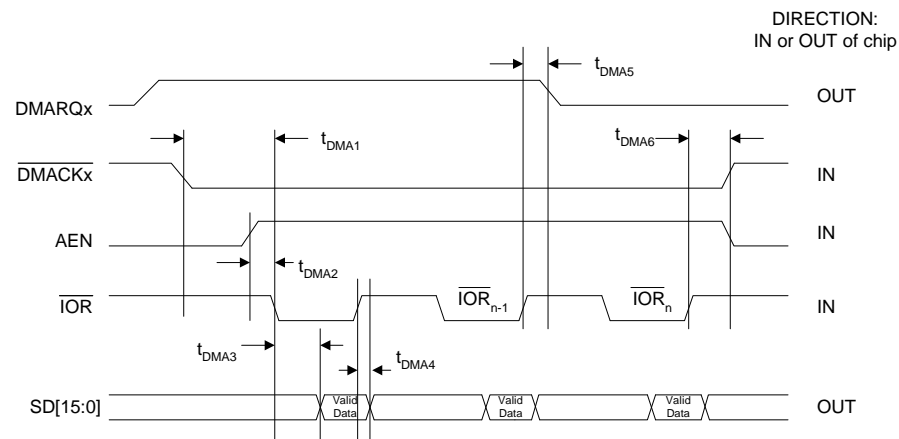 DIRECTION:
IN or OUT of chip
tDMA5
DMARQx
OUT
tDMA1
tDMA6
DMACKx
IN
AEN
IN
tDMA2
IOR
IORn-1
IORn
IN
tDMA3
tDMA4
SD[15:0]
Valid
Data
Valid
Data
Valid
Data
OUT